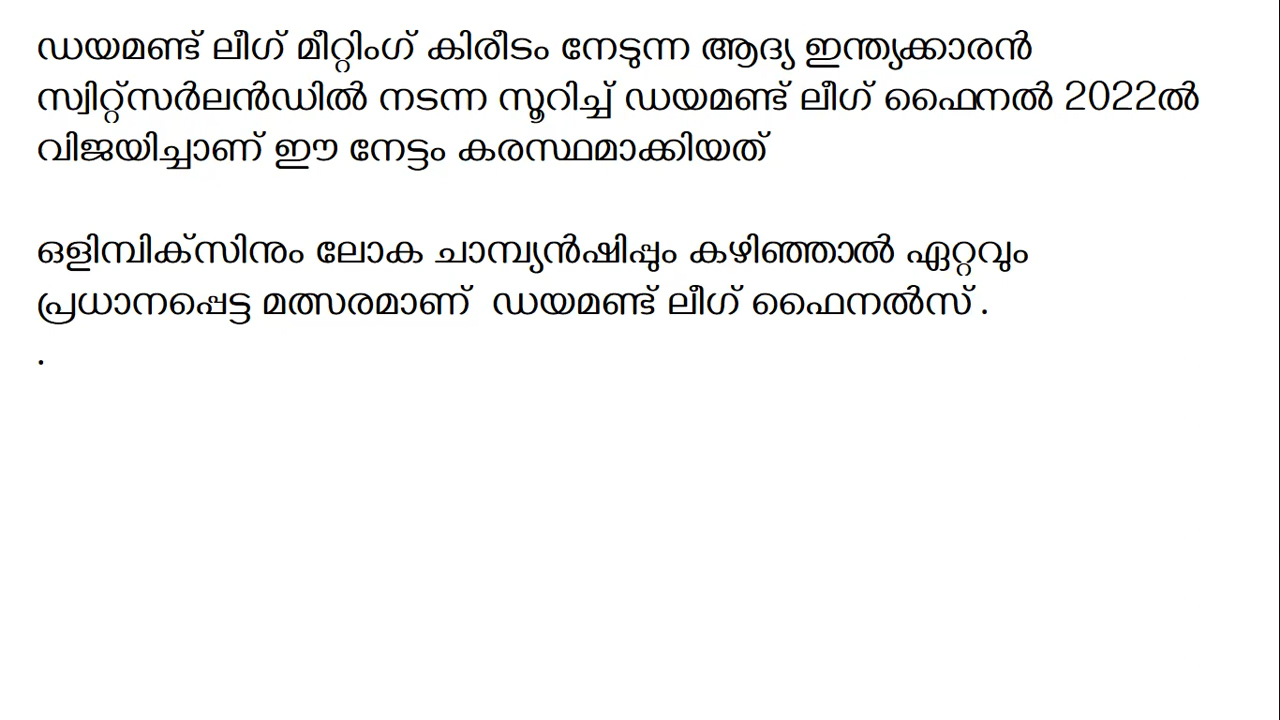 ഡയമണ്ട് ലീഗ് മീറ്റിംഗ് കിരീടം നേടുന്ന ആദ്യ ഇന്ത്യക്കാരൻ
സ്വിറ്റ്സർലൻഡിൽ നടന്ന സൂറിച്ച് ഡയമണ്ട് ലീഗ് ഫൈനൽ 2022ൽ
വിജയിച്ചാണ് ഈ നേട്ടം കരസ്ഥമാക്കിയത്
ഒളിമ്പിക്സിനും ലോക ചാമ്പ്യൻഷിപ്പും കഴിഞ്ഞാൽ ഏറ്റവും
പ്രധാനപ്പെട്ട മത്സരമാണ്  ഡയമണ്ട് ലീഗ് ഫൈനൽസ് .
.